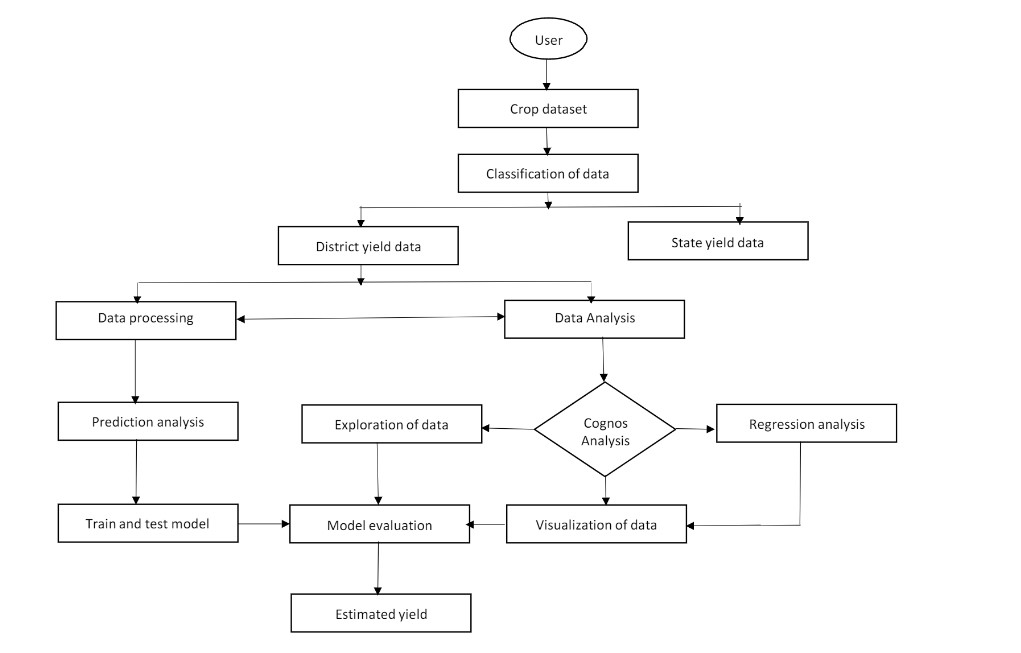 User
Crop dataset
Classification of data
District yield data
State yield data
Data processing
Data Analysis
Prediction analysis
Exploration of data
Cognos
Analysis
Regression analysis
Train and test model
Model evaluation
Visualization of data
Estimated yield